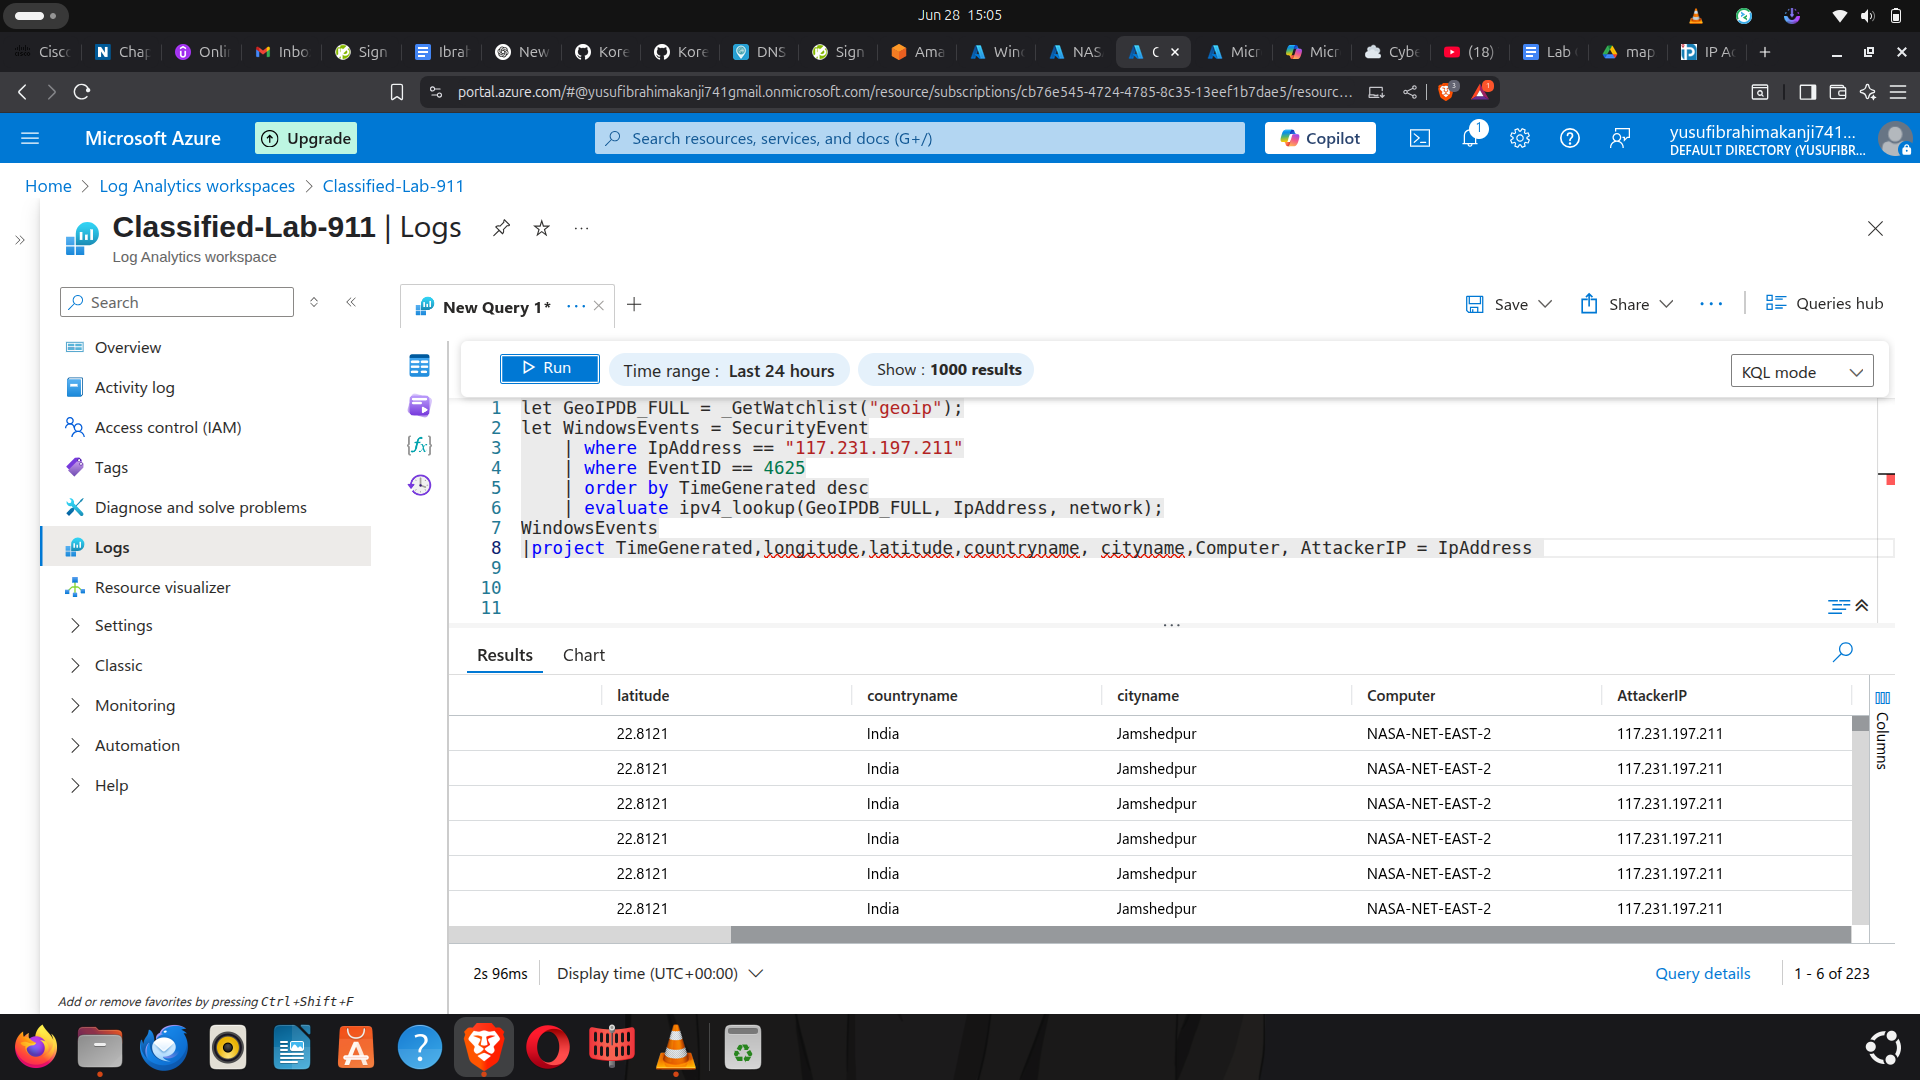 Jun 28 15:05
Cisc
Chap
Onli
Inbo
Sign
Ibra
New
Kore
Kore
DNS
Sign
Ama
Win
NAS
C
Micr
Micr
Cybe
(18)
Lab
map
IP A
portal.azure.com/#@yusufibrahimakanji741gmail.onmicrosoft.com/resource/subscriptions/cb76e545-4724-4785-8c35-13eef1b7dae5/resourc...
3
1
Microsoft Azure
Upgrade
Search resources, services, and docs (G+/)
Copilot
1
yusufibrahimakanji741...
DEFAULT DIRECTORY (YUSUFIBR...
Home > Log Analytics workspaces > Classified-Lab-911
Classified-Lab-911 | Logs
Log Analytics workspace
Search
Overview
Activity log
Access control (IAM)
Tags
Diagnose and solve problems
Logs
Resource visualizer
Settings
Classic
Monitoring
Automation
Help
Add or remove favorites by pressing Ctrl+Shift+F
New Query 1*
Save
Share
Queries hub
Run
Time range : Last 24 hours
Show : 1000 results
KQL mode
1 let GeoIPDB_FULL = _GetWatchlist("geoip");
2 let WindowsEvents = SecurityEvent
3 | where IpAddress == "117.231.197.211"
4 | where EventID == 4625
5 | order by TimeGenerated desc
6 | evaluate ipv4_lookup(GeoIPDB_FULL, IpAddress, network);
7 WindowsEvents
8 |project TimeGenerated,longitude,latitude,countryname, cityname,Computer, AttackerIP = IpAddress
9
10
11
Results
Chart
latitude countryname cityname Computer AttackerIP
22.8121 India Jamshedpur NASA-NET-EAST-2 117.231.197.211
22.8121 India Jamshedpur NASA-NET-EAST-2 117.231.197.211
22.8121 India Jamshedpur NASA-NET-EAST-2 117.231.197.211
22.8121 India Jamshedpur NASA-NET-EAST-2 117.231.197.211
22.8121 India Jamshedpur NASA-NET-EAST-2 117.231.197.211
22.8121 India Jamshedpur NASA-NET-EAST-2 117.231.197.211
Columns
2s 96ms
Display time (UTC+00:00)
Query details
1 - 6 of 223